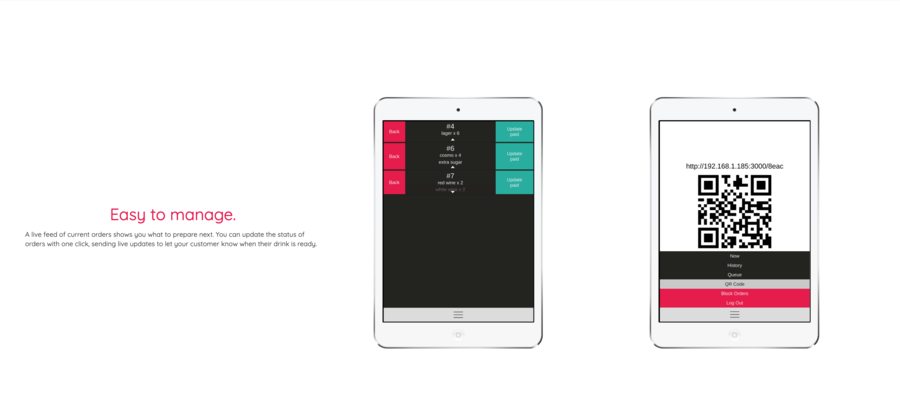 Easy to manage.
A live feed of current orders shows you what to prepare next. You can update the status of
orders with one click, sending live updates to let your customer know when their drink is ready.
Back
#4
lager x 6
Update
paid
Back
#6
cosmo x 4
extra sugar
Update
paid
Back
#7
red wine x 2
Update
paid
http://192.168.1.185:3000/8eac
Now
History
Queue
QR Code
Block Orders
Log Out